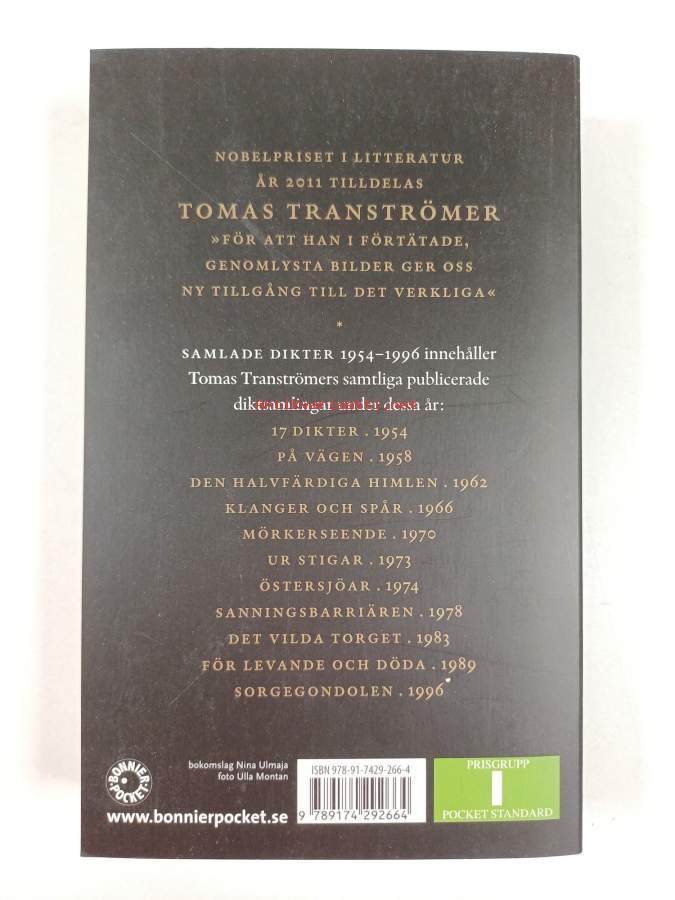 NOBELPRISET I LITTERATUR
ÅR 2011 TILLDELAS
TOMAS TRANSTRÖMER
»FÖR ATT HAN I FÖRTÄTADE,
GENOMLYSTA BILDER GER OSS
NY TILLGÅNG TILL DET VERKLIGA«
*
SAMLADE DIKTER 1954–1996 innehåller
Tomas Tranströmers samtliga publicerade
diktsamlingar under dessa år:
17 DIKTER . 1954
PÅ VÄGEN . 1958
DEN HALVFÄRDIGA HIMLEN . 1962
KLANGER OCH SPÅR . 1966
MÖRKERSEENDE . 1970
UR STIGAR . 1973
ÖSTERSJÖAR . 1974
SANNINGSBARRIÄREN . 1978
DET VILDA TORGET . 1983
FÖR LEVANDE OCH DÖDA . 1989
SORGEGONDOLEN . 1996
BONNIER POCKET
www.bonnierpocket.se
bokomslag Nina Ulmaja
foto Ulla Montan
ISBN 978-91-7429-266-4
9 789174 292664
PRISGRUPP
I
POCKET STANDARD